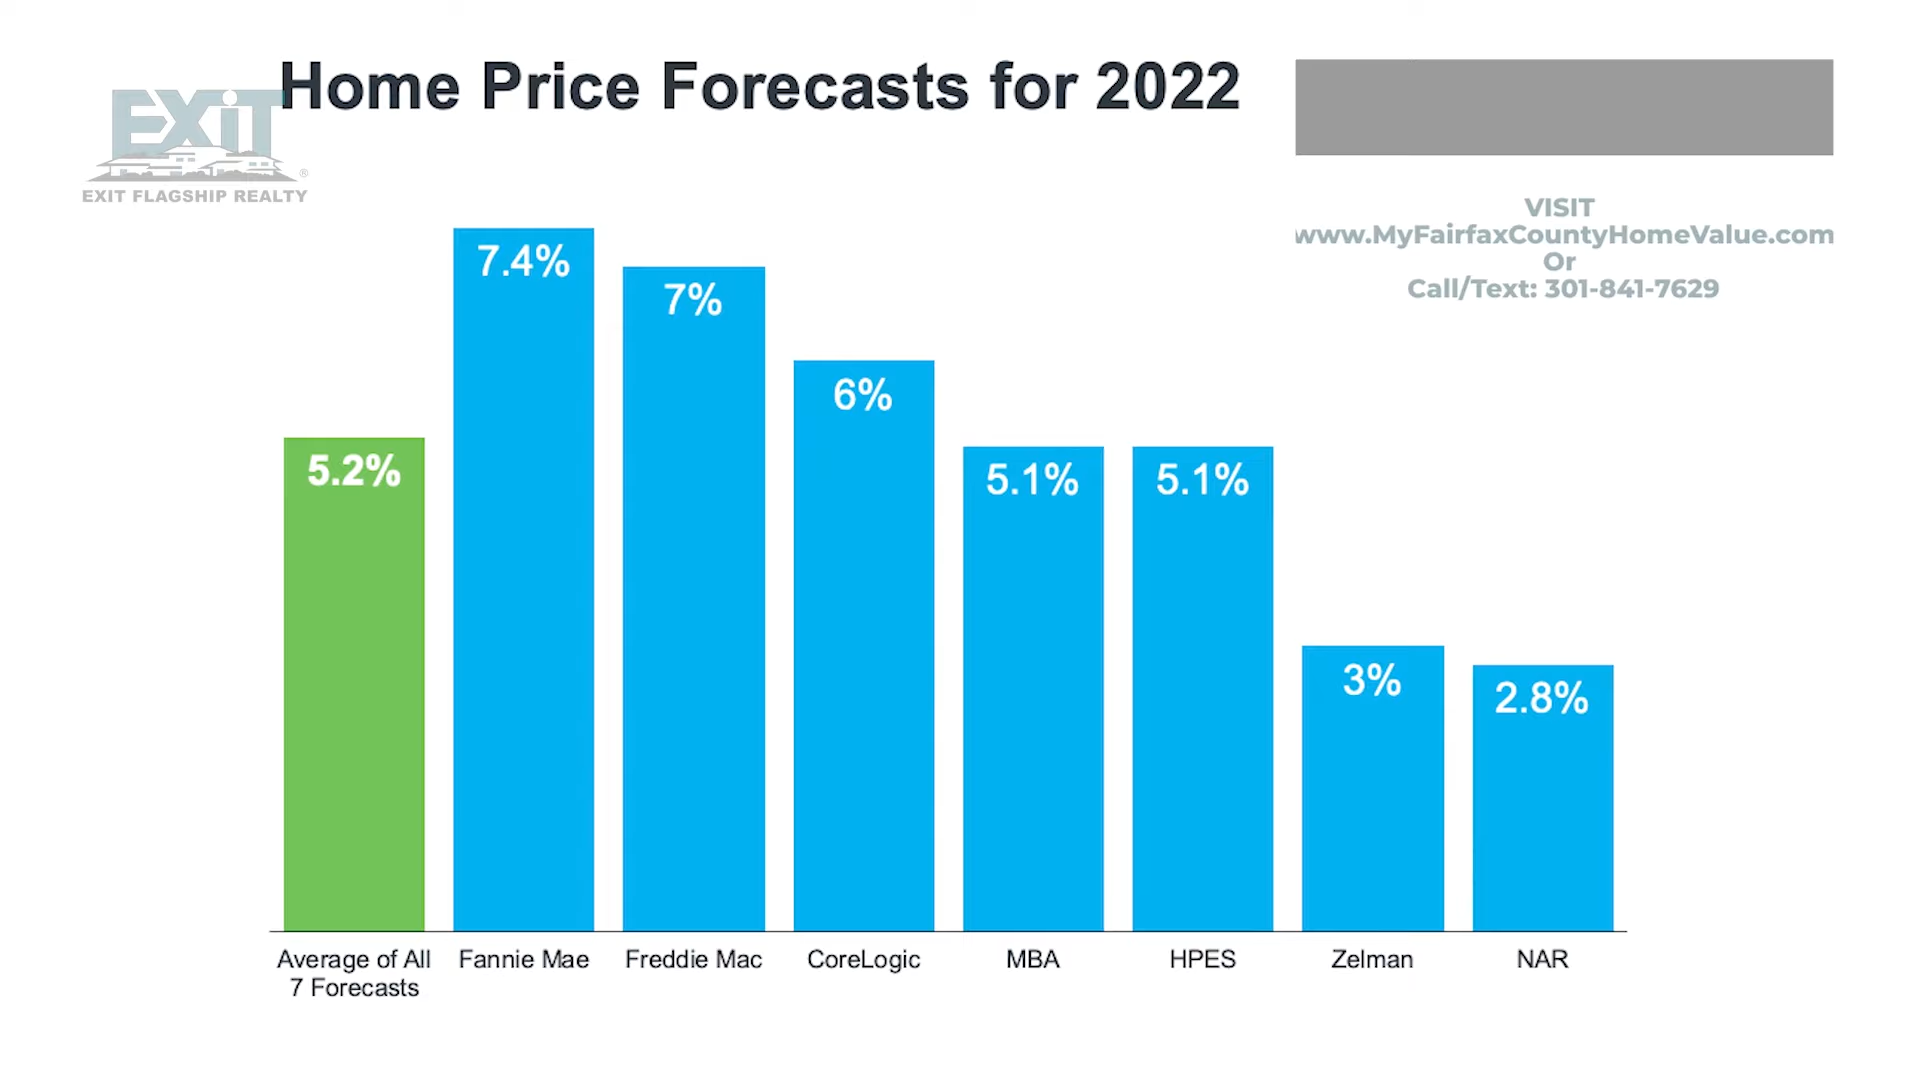 Home Price Forecasts for 2022
EXiT
®
EXIT FLAGSHIP REALTY
VISIT
www.MyFairfaxCountyHomeValue.com
Or
Call/Text: 301-841-7629
5.2%
7.4%
7%
6%
5.1%
5.1%
3%
2.8%
Average of All
7 Forecasts
Fannie Mae
Freddie Mac
CoreLogic
MBA
HPES
Zelman
NAR